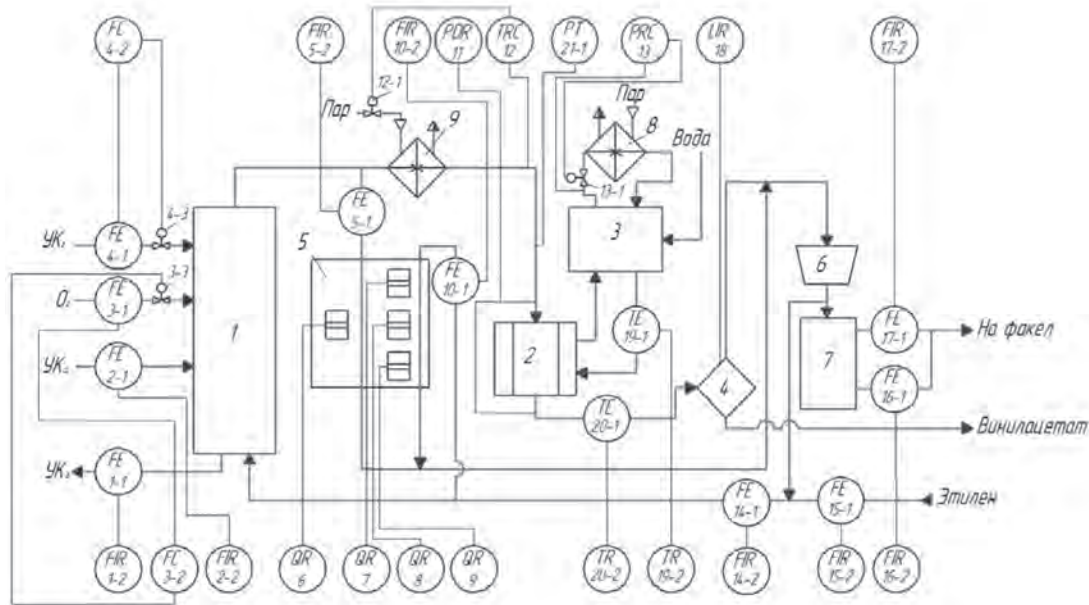 FC 4-2
FIR 5-2
FIR 10-2
PDR 11
TRC 12
PT 21-1
PRC 13
LIR 18
FIR 17-2
12-1
Пар
9
Пар
8
Вода
13-1
4-3
УК₁
FE 4-1
FE 5-1
3-3
O₂
FE 3-1
5
FE 10-1
3
6
1
2
TE 19-1
7
FE 17-1
На факел
УК₂
FE 2-1
4
FE 16-1
TE 20-1
Винилацетат
УК₃
FE 1-1
FE 14-1
FE 15-1
Этилен
FIR 1-2
FC 3-2
FIR 2-2
QR 6
QR 7
QR 8
QR 9
TR 20-2
TR 19-2
FIR 14-2
FIR 15-2
FIR 16-2